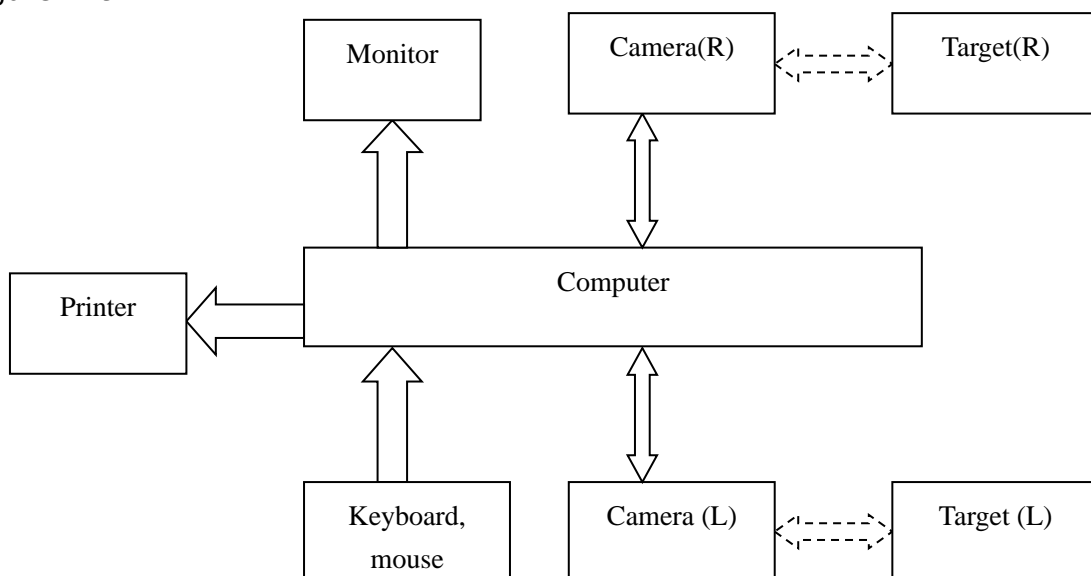 Monitor
Camera(R)
Target(R)
Computer
Printer
Keyboard,
mouse
Camera (L)
Target (L)